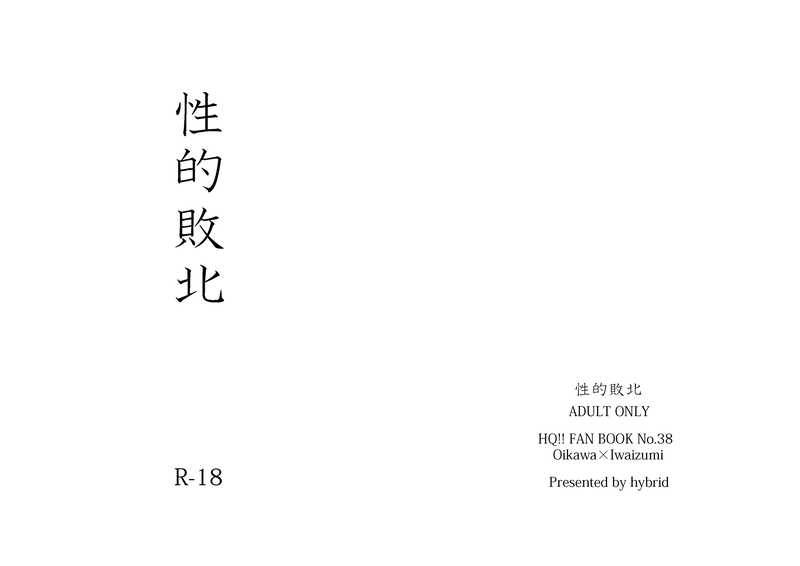 性的敗北
R-18
性的敗北
ADULT ONLY
HQ!! FAN BOOK No.38
Oikawa×Iwaizumi
Presented by hybrid